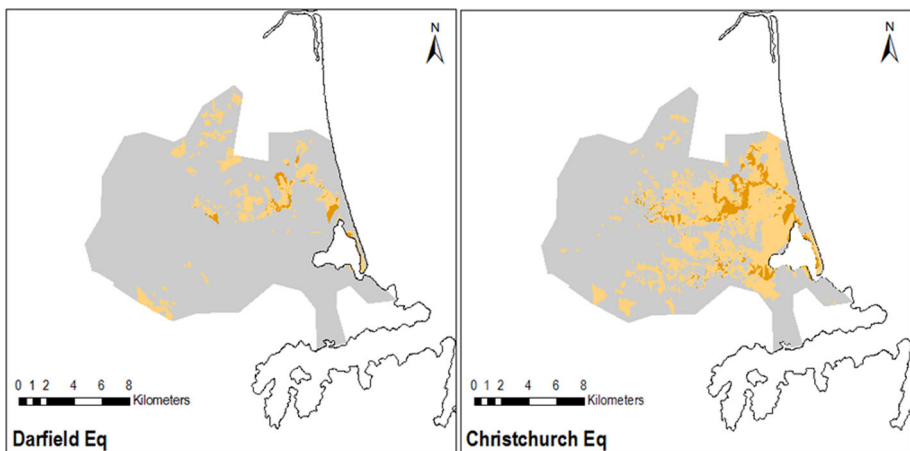 N
0 1 2 4 6 8
Kilometers
Darfield Eq
N
0 1 2 4 6 8
Kilometers
Christchurch Eq